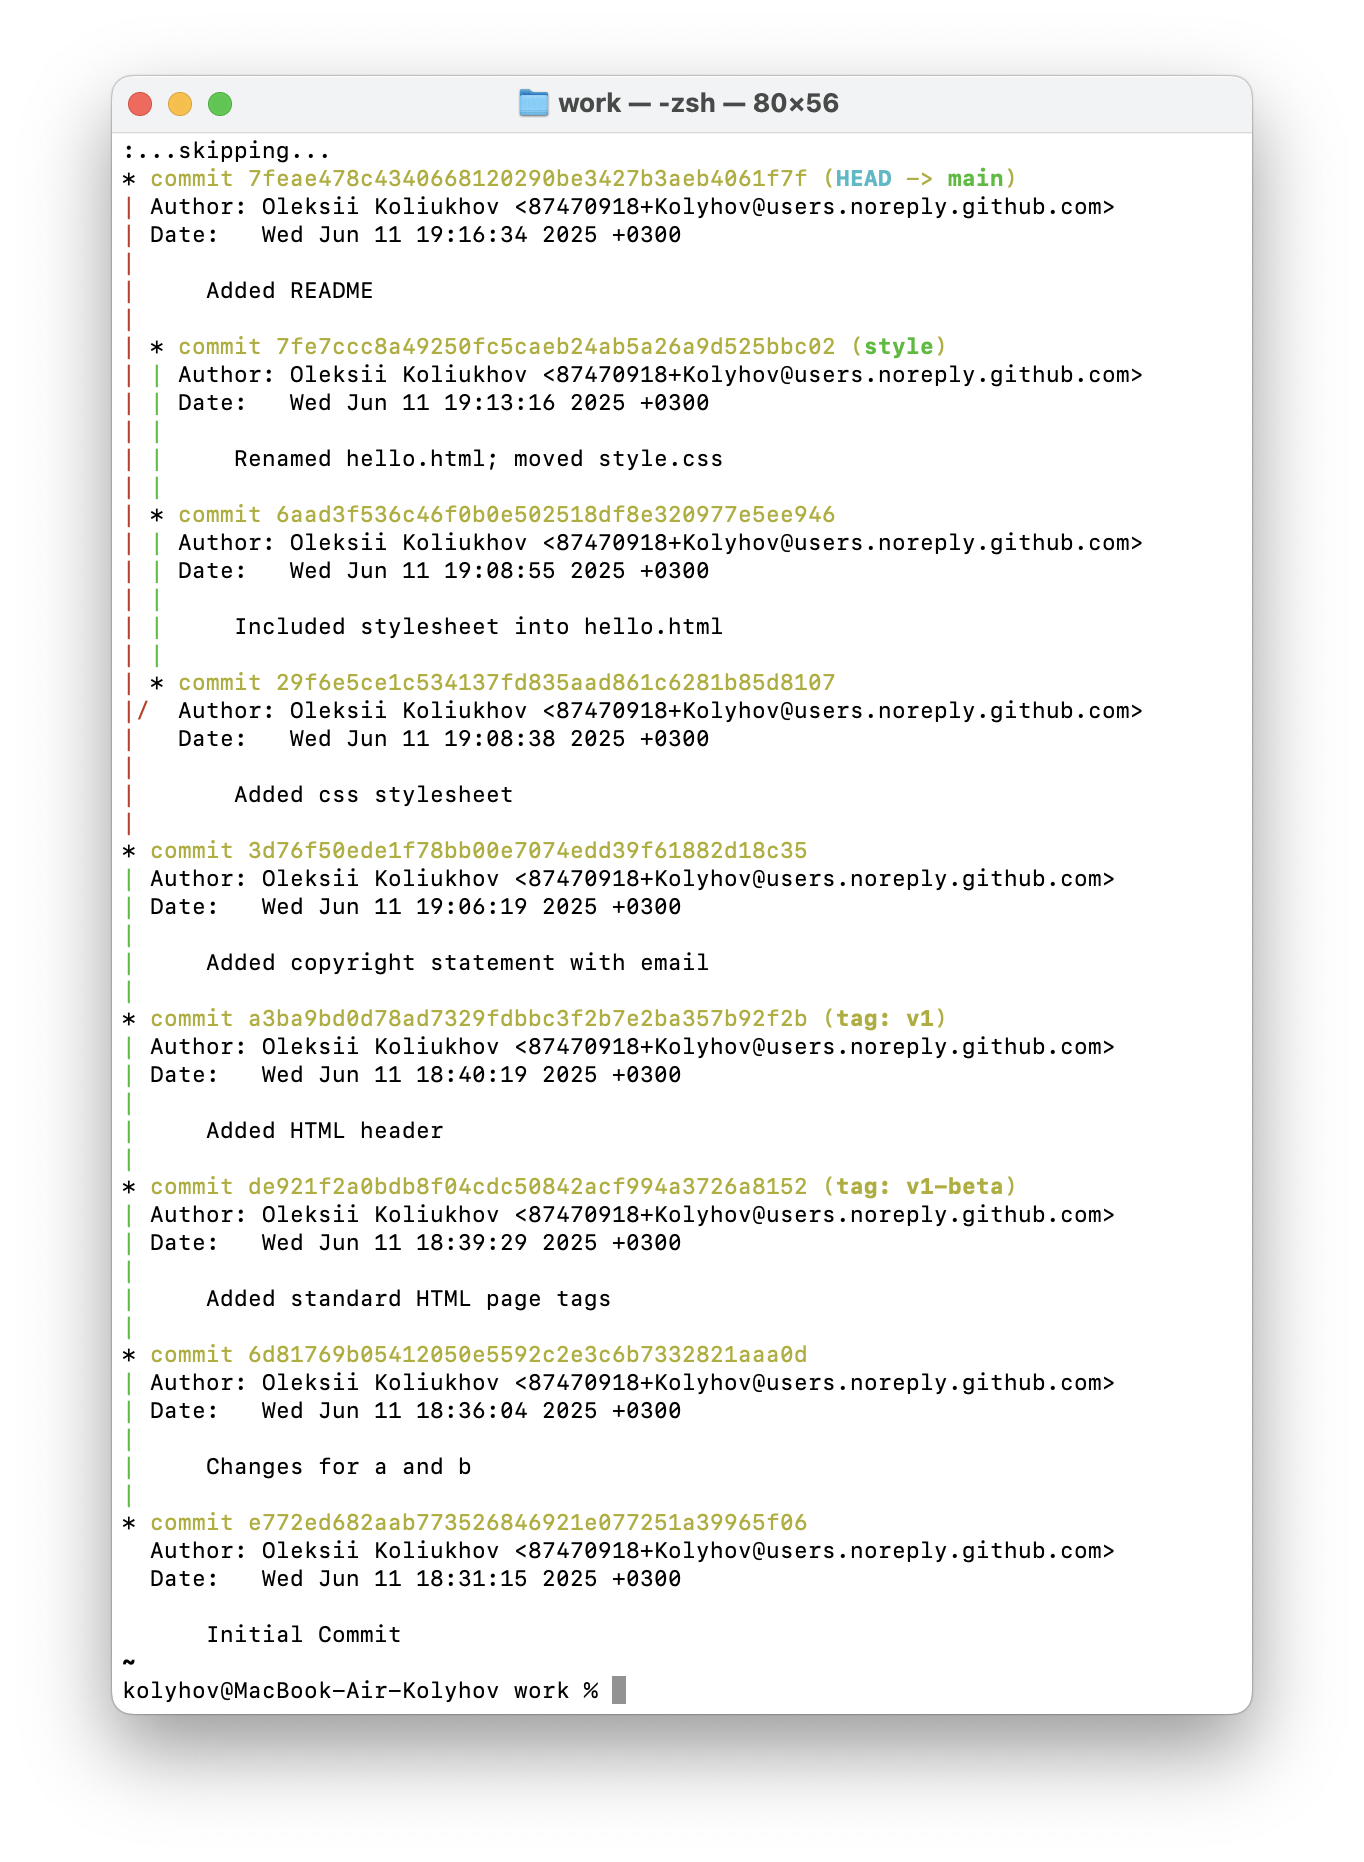 work — -zsh — 80×56
:...skipping...
* commit 7feae478c4340668120290be3427b3aeb4061f7f (HEAD -> main)
| Author: Oleksii Koliukhov <87470918+Kolyhov@users.noreply.github.com>
| Date:   Wed Jun 11 19:16:34 2025 +0300
|
|     Added README
|
| * commit 7fe7ccc8a49250fc5caeb24ab5a26a9d525bbc02 (style)
| | Author: Oleksii Koliukhov <87470918+Kolyhov@users.noreply.github.com>
| | Date:   Wed Jun 11 19:13:16 2025 +0300
| |
| |     Renamed hello.html; moved style.css
| |
| * commit 6aad3f536c46f0b0e502518df8e320977e5ee946
| | Author: Oleksii Koliukhov <87470918+Kolyhov@users.noreply.github.com>
| | Date:   Wed Jun 11 19:08:55 2025 +0300
| |
| |     Included stylesheet into hello.html
| |
| * commit 29f6e5ce1c534137fd835aad861c6281b85d8107
|/  Author: Oleksii Koliukhov <87470918+Kolyhov@users.noreply.github.com>
|   Date:   Wed Jun 11 19:08:38 2025 +0300
|
|       Added css stylesheet
|
* commit 3d76f50ede1f78bb00e7074edd39f61882d18c35
| Author: Oleksii Koliukhov <87470918+Kolyhov@users.noreply.github.com>
| Date:   Wed Jun 11 19:06:19 2025 +0300
|
|     Added copyright statement with email
|
* commit a3ba9bd0d78ad7329fdbbc3f2b7e2ba357b92f2b (tag: v1)
| Author: Oleksii Koliukhov <87470918+Kolyhov@users.noreply.github.com>
| Date:   Wed Jun 11 18:40:19 2025 +0300
|
|     Added HTML header
|
* commit de921f2a0bdb8f04cdc50842acf994a3726a8152 (tag: v1-beta)
| Author: Oleksii Koliukhov <87470918+Kolyhov@users.noreply.github.com>
| Date:   Wed Jun 11 18:39:29 2025 +0300
|
|     Added standard HTML page tags
|
* commit 6d81769b05412050e5592c2e3c6b7332821aaa0d
| Author: Oleksii Koliukhov <87470918+Kolyhov@users.noreply.github.com>
| Date:   Wed Jun 11 18:36:04 2025 +0300
|
|     Changes for a and b
|
* commit e772ed682aab773526846921e077251a39965f06
  Author: Oleksii Koliukhov <87470918+Kolyhov@users.noreply.github.com>
  Date:   Wed Jun 11 18:31:15 2025 +0300

      Initial Commit
~
kolyhov@MacBook-Air-Kolyhov work %